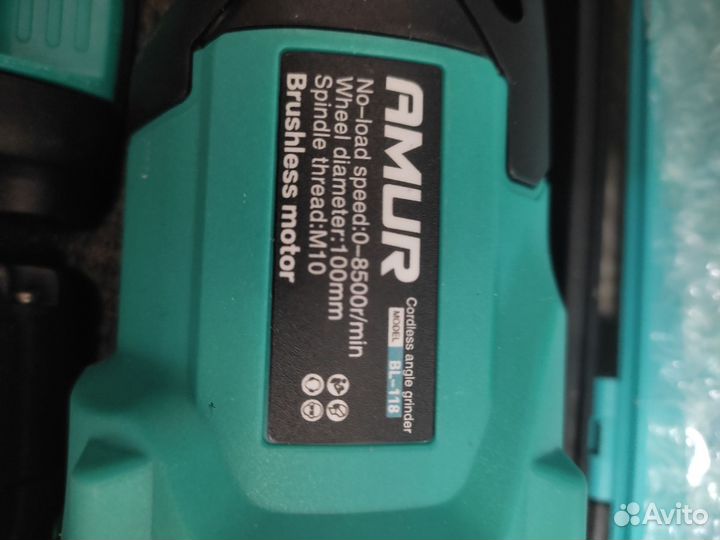 AMUR
Cordless angle grinder
MODEL BL-118
No-load speed:0-8500r/min
Wheel diameter:100mm
Spindle thread:M10
Brushless motor
Avito